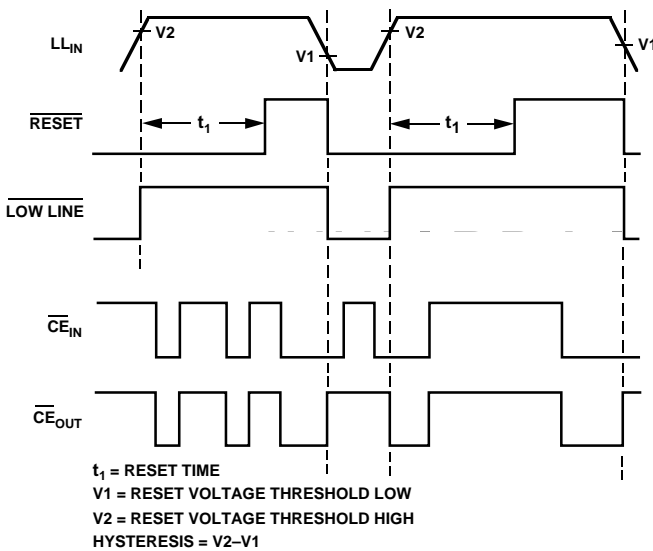 LL_IN
V2
V1
V2
V1
RESET
t₁
t₁
LOW LINE
CE_IN
CE_OUT
t₁ = RESET TIME
V1 = RESET VOLTAGE THRESHOLD LOW
V2 = RESET VOLTAGE THRESHOLD HIGH
HYSTERESIS = V2–V1